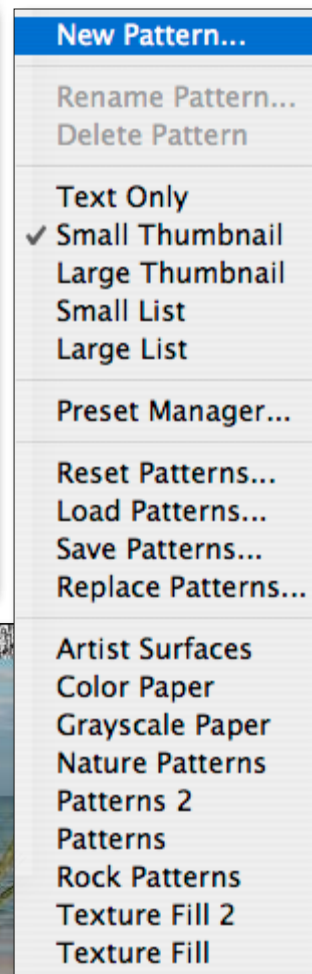 New Pattern...
Rename Pattern...
Delete Pattern
Text Only
✓ Small Thumbnail
Large Thumbnail
Small List
Large List
Preset Manager...
Reset Patterns...
Load Patterns...
Save Patterns...
Replace Patterns...
Artist Surfaces
Color Paper
Grayscale Paper
Nature Patterns
Patterns 2
Patterns
Rock Patterns
Texture Fill 2
Texture Fill